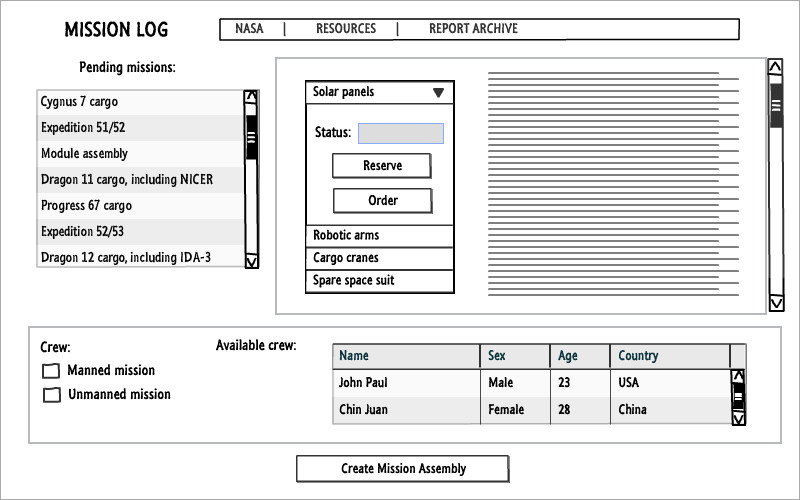 MISSION LOG
NASA | RESOURCES | REPORT ARCHIVE
Pending missions:
Cygnus 7 cargo
Expedition 51/52
Module assembly
Dragon 11 cargo, including NICER
Progress 67 cargo
Expedition 52/53
Dragon 12 cargo, including IDA-3
Solar panels
Status:
Reserve
Order
Robotic arms
Cargo cranes
Spare space suit
Crew:
Manned mission
Unmanned mission
Available crew:
Name Sex Age Country
John Paul Male 23 USA
Chin Juan Female 28 China
Create Mission Assembly